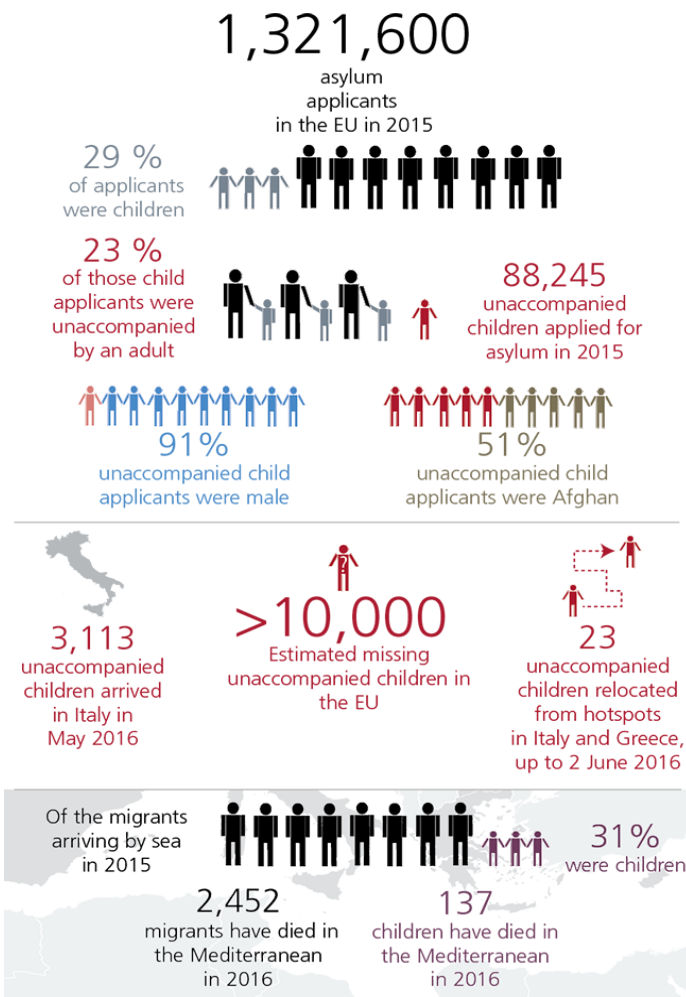 1,321,600
asylum
applicants
in the EU in 2015
29 %
of applicants
were children
23 %
of those child
applicants were
unaccompanied
by an adult
88,245
unaccompanied
children applied for
asylum in 2015
91%
unaccompanied child
applicants were male
51%
unaccompanied child
applicants were Afghan
3,113
unaccompanied
children arrived
in Italy in
May 2016
?
>10,000
Estimated missing
unaccompanied children in
the EU
23
unaccompanied
children relocated
from hotspots
in Italy and Greece,
up to 2 June 2016
Of the migrants
arriving by sea
in 2015
31%
were children
2,452
migrants have died in
the Mediterranean
in 2016
137
children have died in
the Mediterranean
in 2016